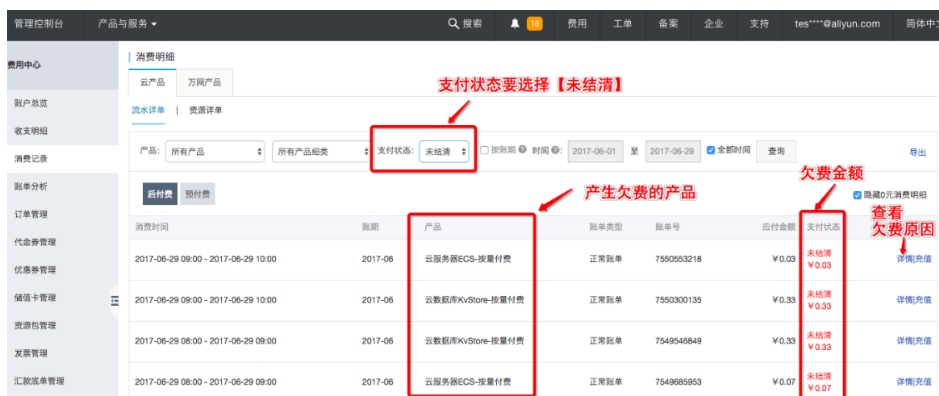 管理控制台 产品与服务 搜索 18 费用 工单 备案 企业 支持 tes****@aliyun.com 简体中文
费用中心
账户总览
收支明细
消费记录
账单分析
订单管理
代金券管理
优惠券管理
储值卡管理
资源包管理
发票管理
汇款底单管理
消费明细
云产品 万网产品
支付状态要选择【未结清】
流水详单 | 资源详单
产品: 所有产品 所有产品细类 支付状态: 未结清 按账期 时间 : 2017-06-01 至 2017-06-29 全部时间 查询 导出
欠费金额
后付费 预付费 产生欠费的产品 隐藏0元消费明细
查看
欠费原因
消费时间 账期 产品 账单类型 账单号 应付金额 支付状态
2017-06-29 09:00 - 2017-06-29 10:00 2017-06 云服务器ECS-按量付费 正常账单 7550553218 ¥0.03 未结清 ¥0.03 详情|充值
2017-06-29 09:00 - 2017-06-29 10:00 2017-06 云数据库KvStore-按量付费 正常账单 7550300135 ¥0.33 未结清 ¥0.33 详情|充值
2017-06-29 08:00 - 2017-06-29 09:00 2017-06 云数据库KvStore-按量付费 正常账单 7549546849 ¥0.33 未结清 ¥0.33 详情|充值
2017-06-29 08:00 - 2017-06-29 09:00 2017-06 云服务器ECS-按量付费 正常账单 7549685953 ¥0.07 未结清 ¥0.07 详情|充值